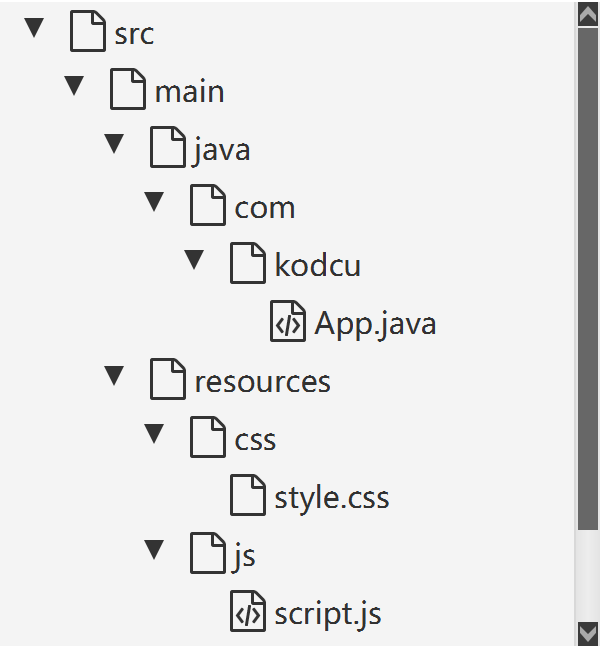 src
main
java
com
kodcu
App.java
resources
css
style.css
js
script.js